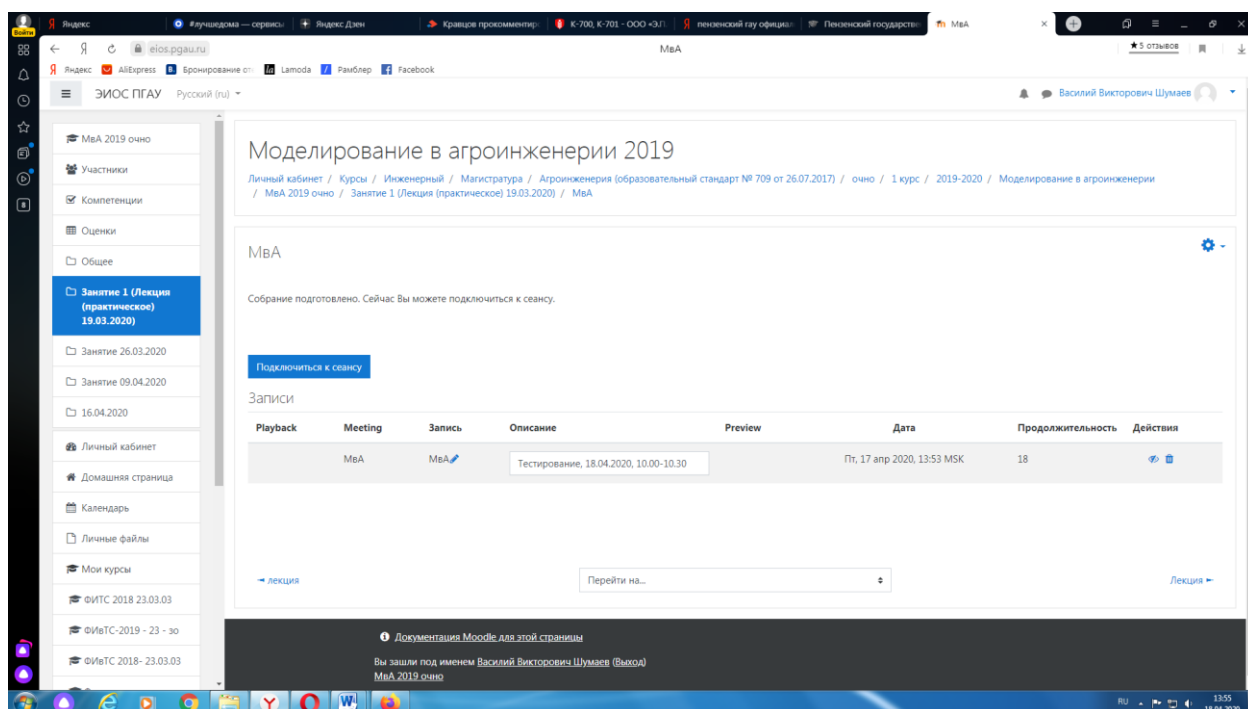 Войти
Яндекс
#лучшедома — сервисы
Яндекс Дзен
Кравцов прокомментир
К-700, К-701 - ООО «Э.П.
пензенский гау официал
Пензенский государстве
МвА
eios.pgau.ru
МвА
★ 5 отзывов
Яндекс AliExpress Бронирование от Lamoda Рамблер Facebook
ЭИОС ПГАУ Русский (ru)
Василий Викторович Шумаев
МвА 2019 очно
Участники
Компетенции
Оценки
Общее
Занятие 1 (Лекция
(практическое)
19.03.2020)
Занятие 26.03.2020
Занятие 09.04.2020
16.04.2020
Личный кабинет
Домашняя страница
Календарь
Личные файлы
Мои курсы
ФИТС 2018 23.03.03
ФИвТС-2019 - 23 - зо
ФИвТС 2018- 23.03.03
Моделирование в агроинженерии 2019
Личный кабинет / Курсы / Инженерный / Магистратура / Агроинженерия (образовательный стандарт № 709 от 26.07.2017) / очно / 1 курс / 2019-2020 / Моделирование в агроинженерии
/ МвА 2019 очно / Занятие 1 (Лекция (практическое) 19.03.2020) / МвА
МвА
Собрание подготовлено. Сейчас Вы можете подключиться к сеансу.
Подключиться к сеансу
Записи
Playback Meeting Запись Описание Preview Дата Продолжительность Действия
МвА МвА Тестирование, 18.04.2020, 10.00-10.30 Пт, 17 апр 2020, 13:53 MSK 18
◄ лекция
Перейти на...
Лекция ►
Документация Moodle для этой страницы
Вы зашли под именем Василий Викторович Шумаев (Выход)
МвА 2019 очно
RU
13:55
18.04.2020